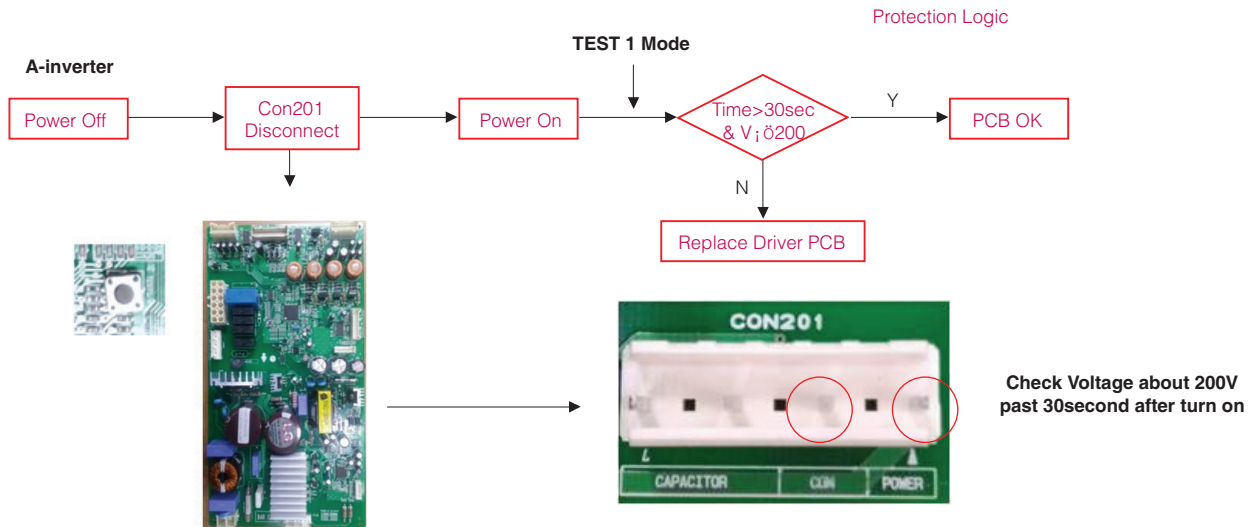 Protection Logic
TEST 1 Mode
A-inverter
Power Off
Con201
Disconnect
Power On
Time>30sec
& V¡ö200
Y
PCB OK
N
Replace Driver PCB
CON201
CAPACITOR
COM
POWER
Check Voltage about 200V
past 30second after turn on